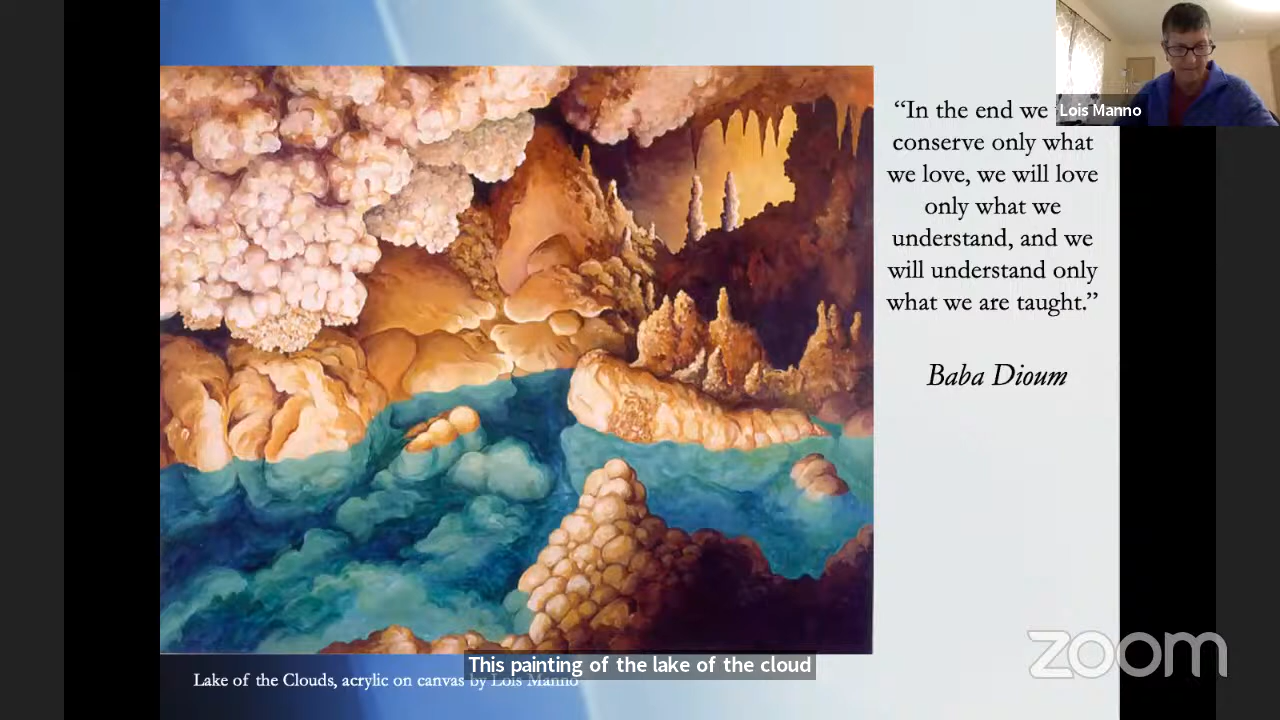 “In the end we
Lois Manno
conserve only what
we love, we will love
only what we
understand, and we
will understand only
what we are taught.”
Baba Dioum
This painting of the lake of the cloud
Lake of the Clouds, acrylic on canvas by Lois Manno
zoom